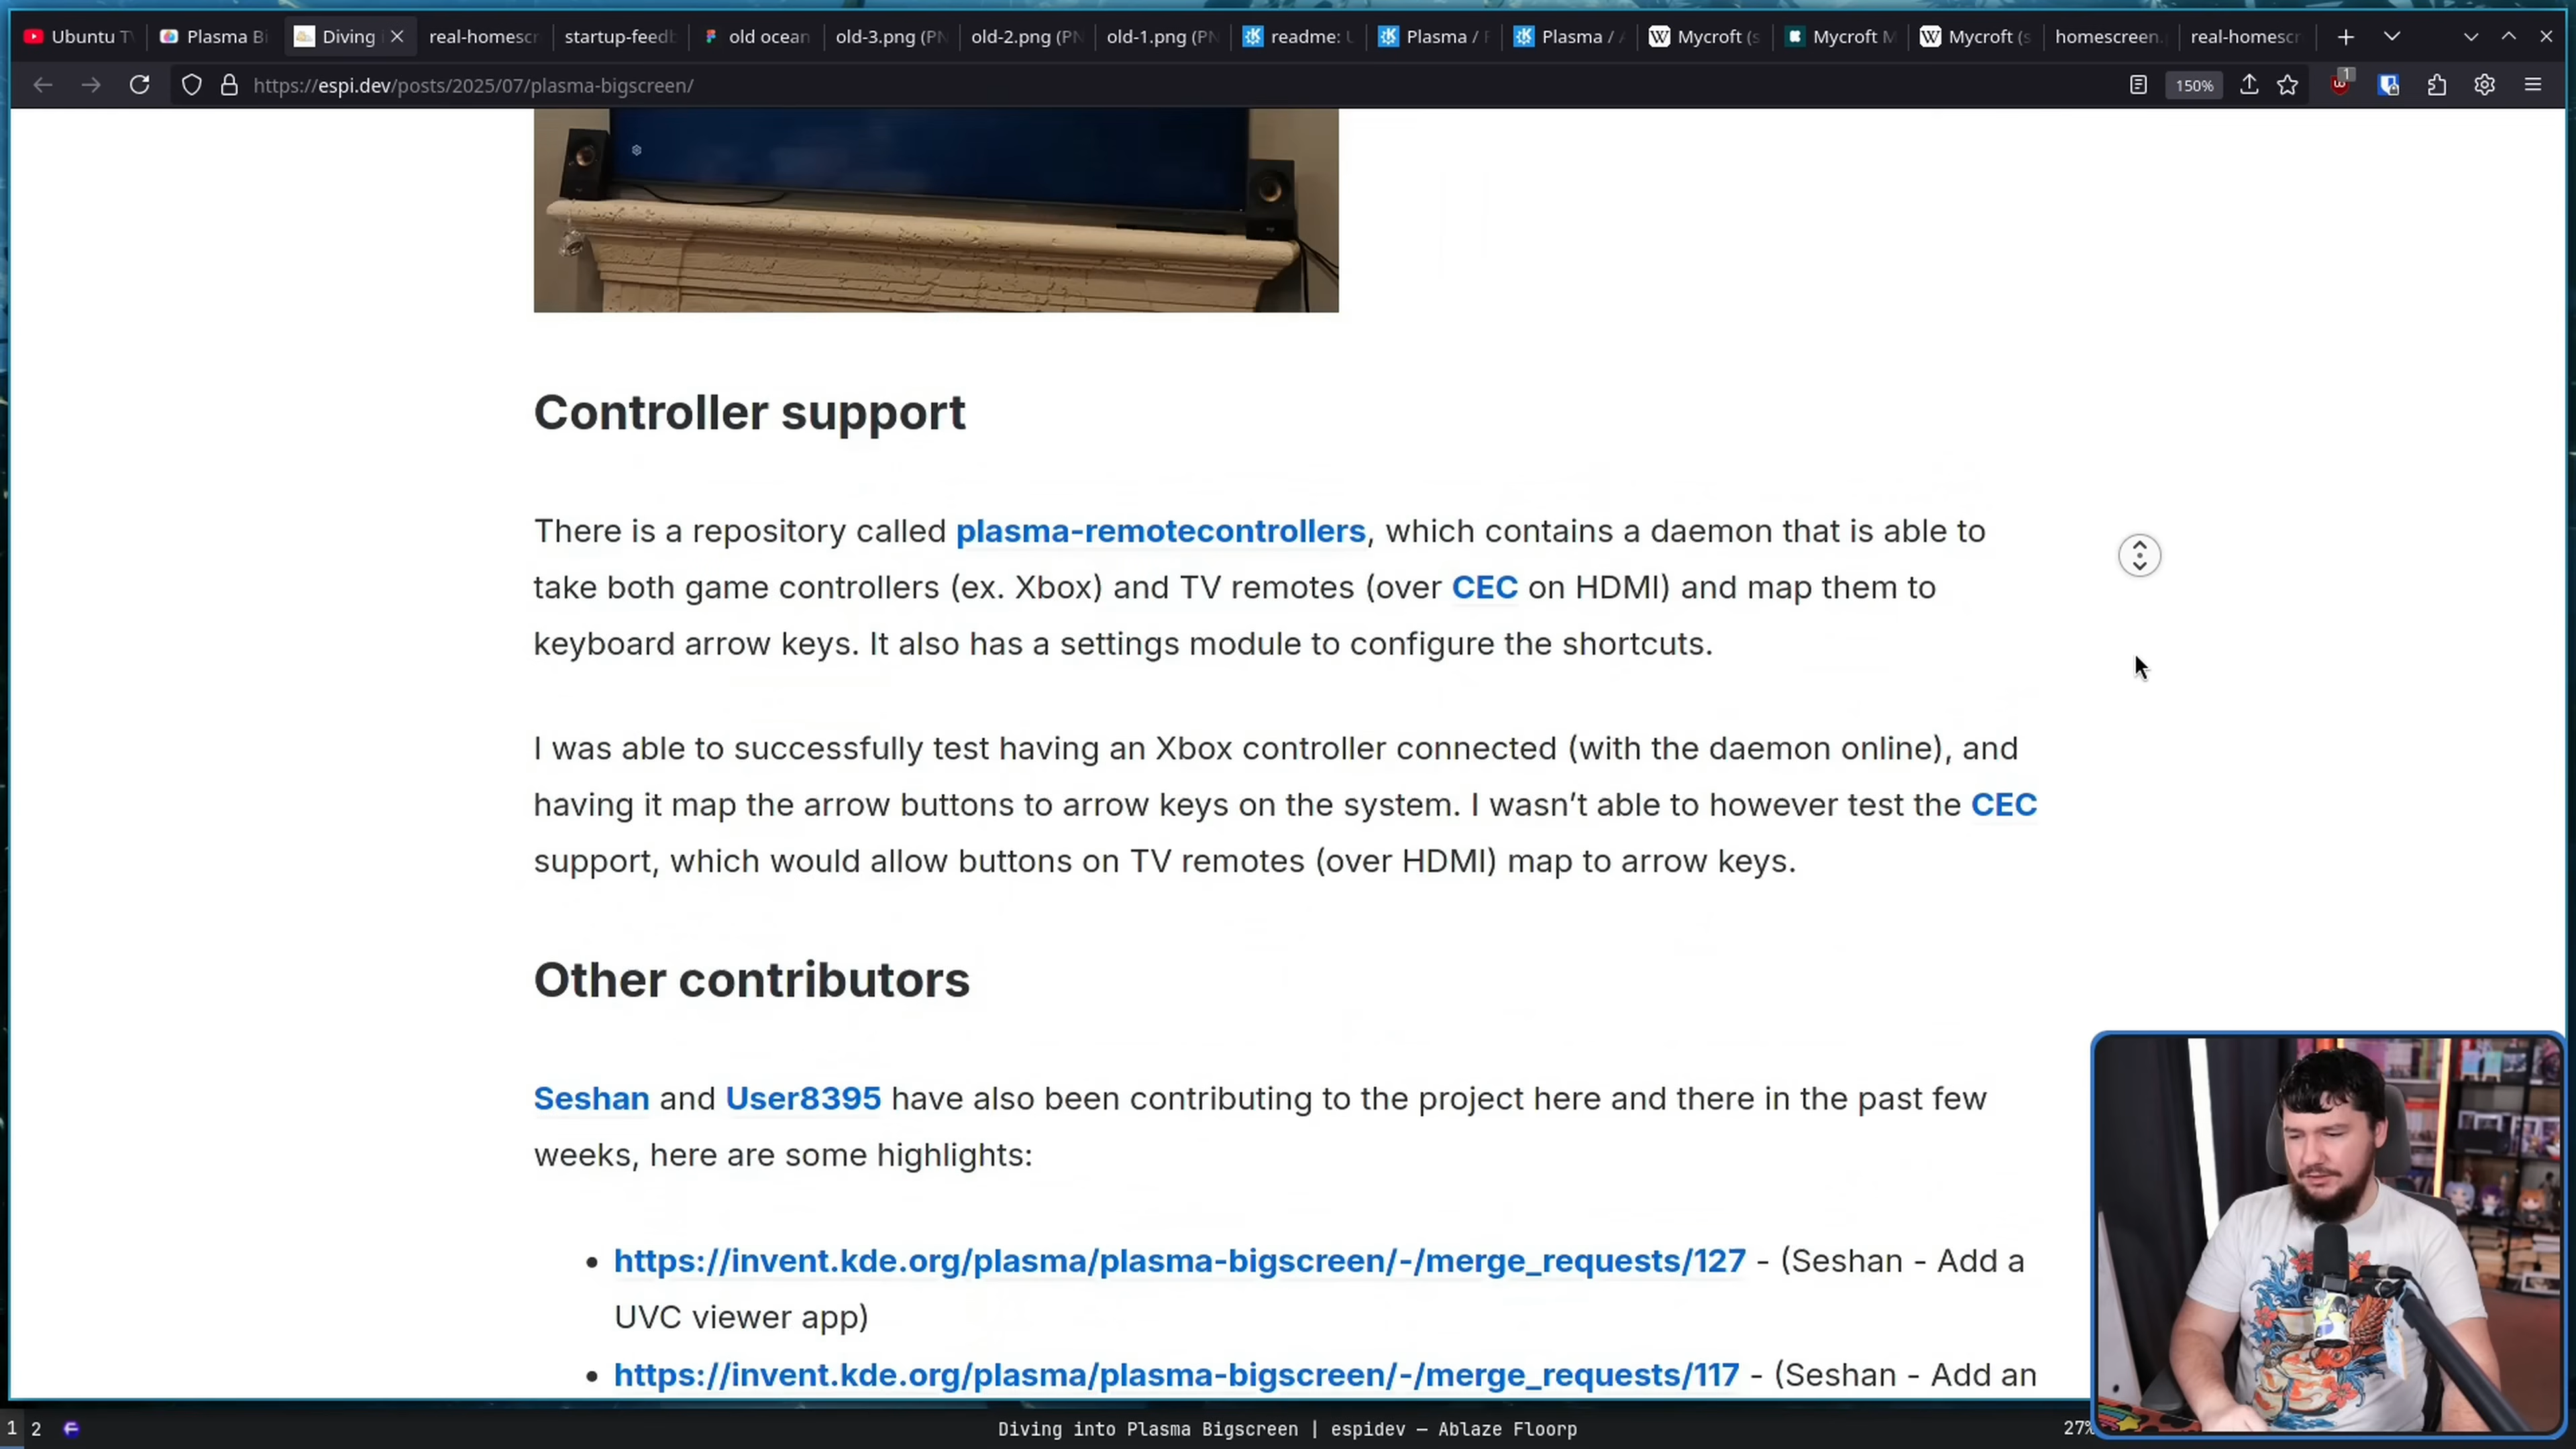 Ubuntu T
Plasma Bi
Diving
real-homescr
startup-feedb
old ocean
old-3.png (PN
old-2.png (PN
old-1.png (PN
readme: U
Plasma / F
Plasma / A
Mycroft (s
Mycroft M
Mycroft (s
homescreen.
real-homescr
https://espi.dev/posts/2025/07/plasma-bigscreen/
150%
1
Controller support
There is a repository called plasma-remotecontrollers, which contains a daemon that is able to
take both game controllers (ex. Xbox) and TV remotes (over CEC on HDMI) and map them to
keyboard arrow keys. It also has a settings module to configure the shortcuts.
I was able to successfully test having an Xbox controller connected (with the daemon online), and
having it map the arrow buttons to arrow keys on the system. I wasn't able to however test the CEC
support, which would allow buttons on TV remotes (over HDMI) map to arrow keys.
Other contributors
Seshan and User8395 have also been contributing to the project here and there in the past few
weeks, here are some highlights:
• https://invent.kde.org/plasma/plasma-bigscreen/-/merge_requests/127 - (Seshan - Add a
UVC viewer app)
• https://invent.kde.org/plasma/plasma-bigscreen/-/merge_requests/117 - (Seshan - Add an
1 2
Diving into Plasma Bigscreen | espidev — Ablaze Floorp
27%